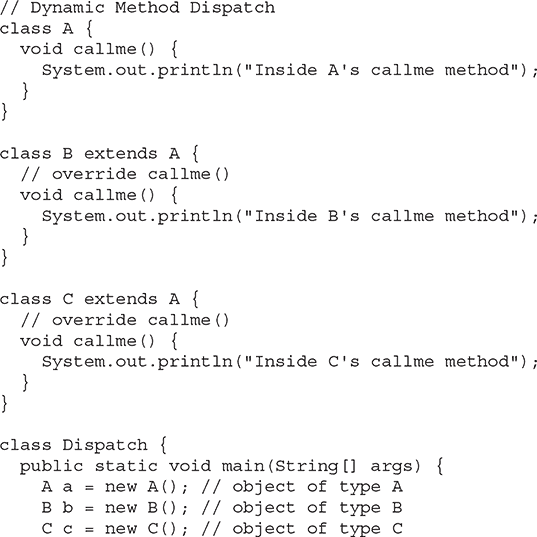 // Dynamic Method Dispatch
class A {
  void callme() {
    System.out.println("Inside A's callme method");
  }
}

class B extends A {
  // override callme()
  void callme() {
    System.out.println("Inside B's callme method");
  }
}

class C extends A {
  // override callme()
  void callme() {
    System.out.println("Inside C's callme method");
  }
}

class Dispatch {
  public static void main(String[] args) {
    A a = new A(); // object of type A
    B b = new B(); // object of type B
    C c = new C(); // object of type C